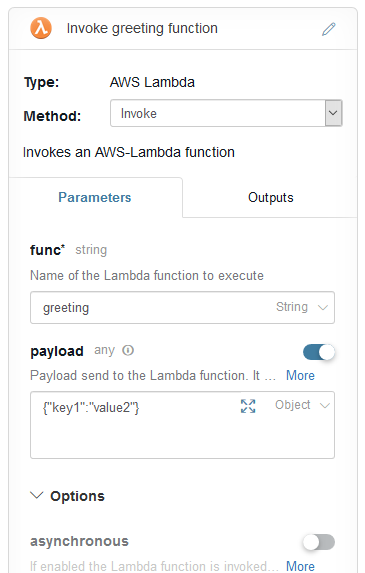 Invoke greeting function
Type: AWS Lambda
Method: Invoke
Invokes an AWS-Lambda function
Parameters Outputs
func* string
Name of the Lambda function to execute
greeting String
payload any
Payload send to the Lambda function. It ... More
{"key1":"value2"} Object
Options
asynchronous
If enabled the Lambda function is invoked... More